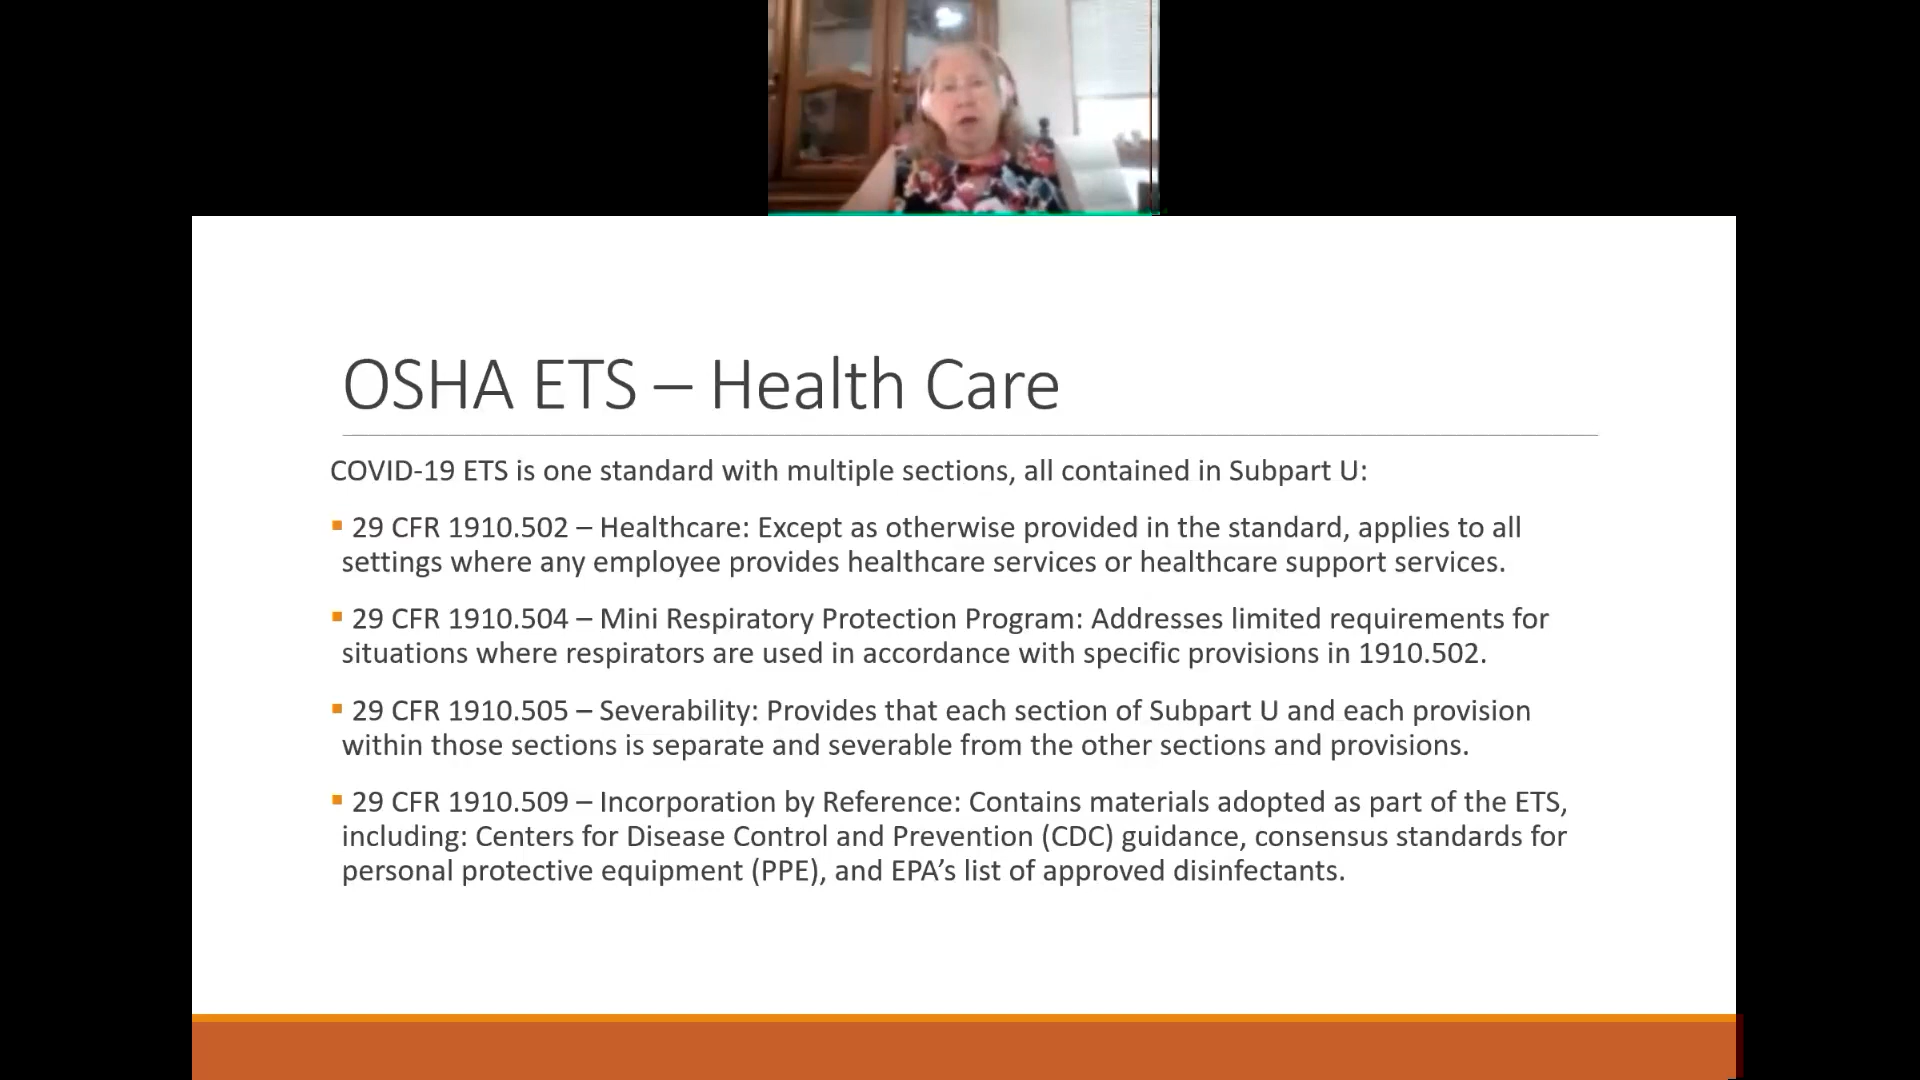 OSHA ETS – Health Care
COVID-19 ETS is one standard with multiple sections, all contained in Subpart U:
▪ 29 CFR 1910.502 – Healthcare: Except as otherwise provided in the standard, applies to all
settings where any employee provides healthcare services or healthcare support services.
▪ 29 CFR 1910.504 – Mini Respiratory Protection Program: Addresses limited requirements for
situations where respirators are used in accordance with specific provisions in 1910.502.
▪ 29 CFR 1910.505 – Severability: Provides that each section of Subpart U and each provision
within those sections is separate and severable from the other sections and provisions.
▪ 29 CFR 1910.509 – Incorporation by Reference: Contains materials adopted as part of the ETS,
including: Centers for Disease Control and Prevention (CDC) guidance, consensus standards for
personal protective equipment (PPE), and EPA’s list of approved disinfectants.